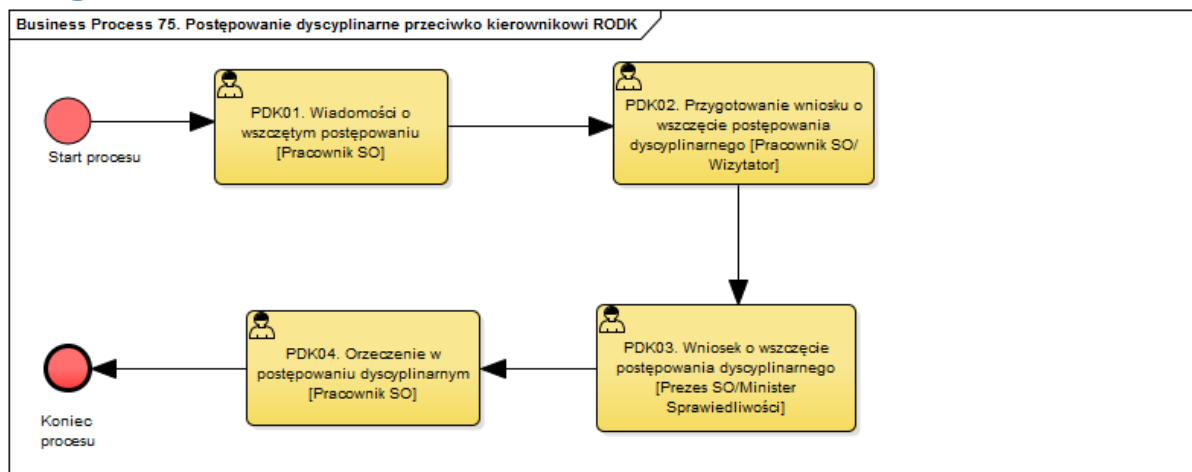 Business Process 75. Postępowanie dyscyplinarne przeciwko kierownikowi RODK
Start procesu
PDK01. Wiadomości o
wszczętym postępowaniu
[Pracownik SO]
PDK02. Przygotowanie wniosku o
wszczęcie postępowania
dyscyplinarnego [Pracownik SO/
Wizytator]
PDK03. Wniosek o wszczęcie
postępowania dyscyplinarnego
[Prezes SO/Minister
Sprawiedliwości]
PDK04. Orzeczenie w
postępowaniu dyscyplinarnym
[Pracownik SO]
Koniec
procesu